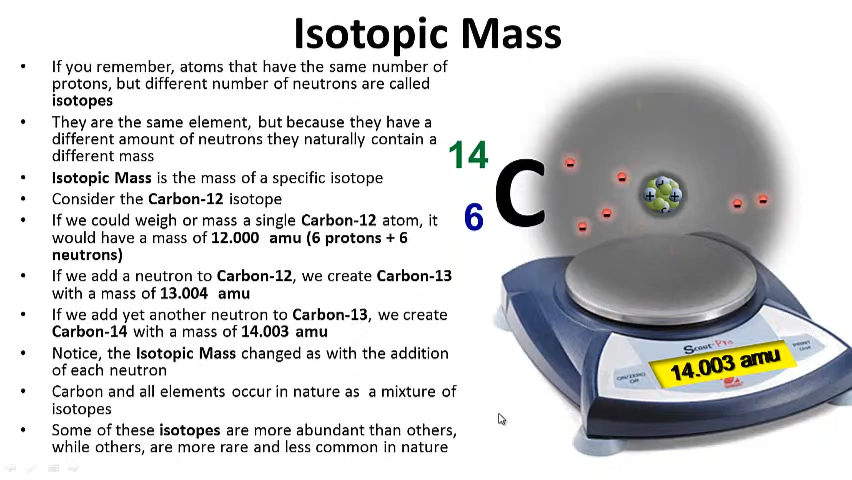 Isotopic Mass
• If you remember, atoms that have the same number of
protons, but different number of neutrons are called
isotopes
• They are the same element, but because they have a
different amount of neutrons they naturally contain a
different mass
• Isotopic Mass is the mass of a specific isotope
• Consider the Carbon-12 isotope
• If we could weigh or mass a single Carbon-12 atom, it
would have a mass of 12.000 amu (6 protons + 6
neutrons)
• If we add a neutron to Carbon-12, we create Carbon-13
with a mass of 13.004 amu
• If we add yet another neutron to Carbon-13, we create
Carbon-14 with a mass of 14.003 amu
• Notice, the Isotopic Mass changed as with the addition
of each neutron
• Carbon and all elements occur in nature as a mixture of
isotopes
• Some of these isotopes are more abundant than others,
while others, are more rare and less common in nature
14
C
6
Scout-Pro
14.003 amu
ON/ZERO
Off
PRINT